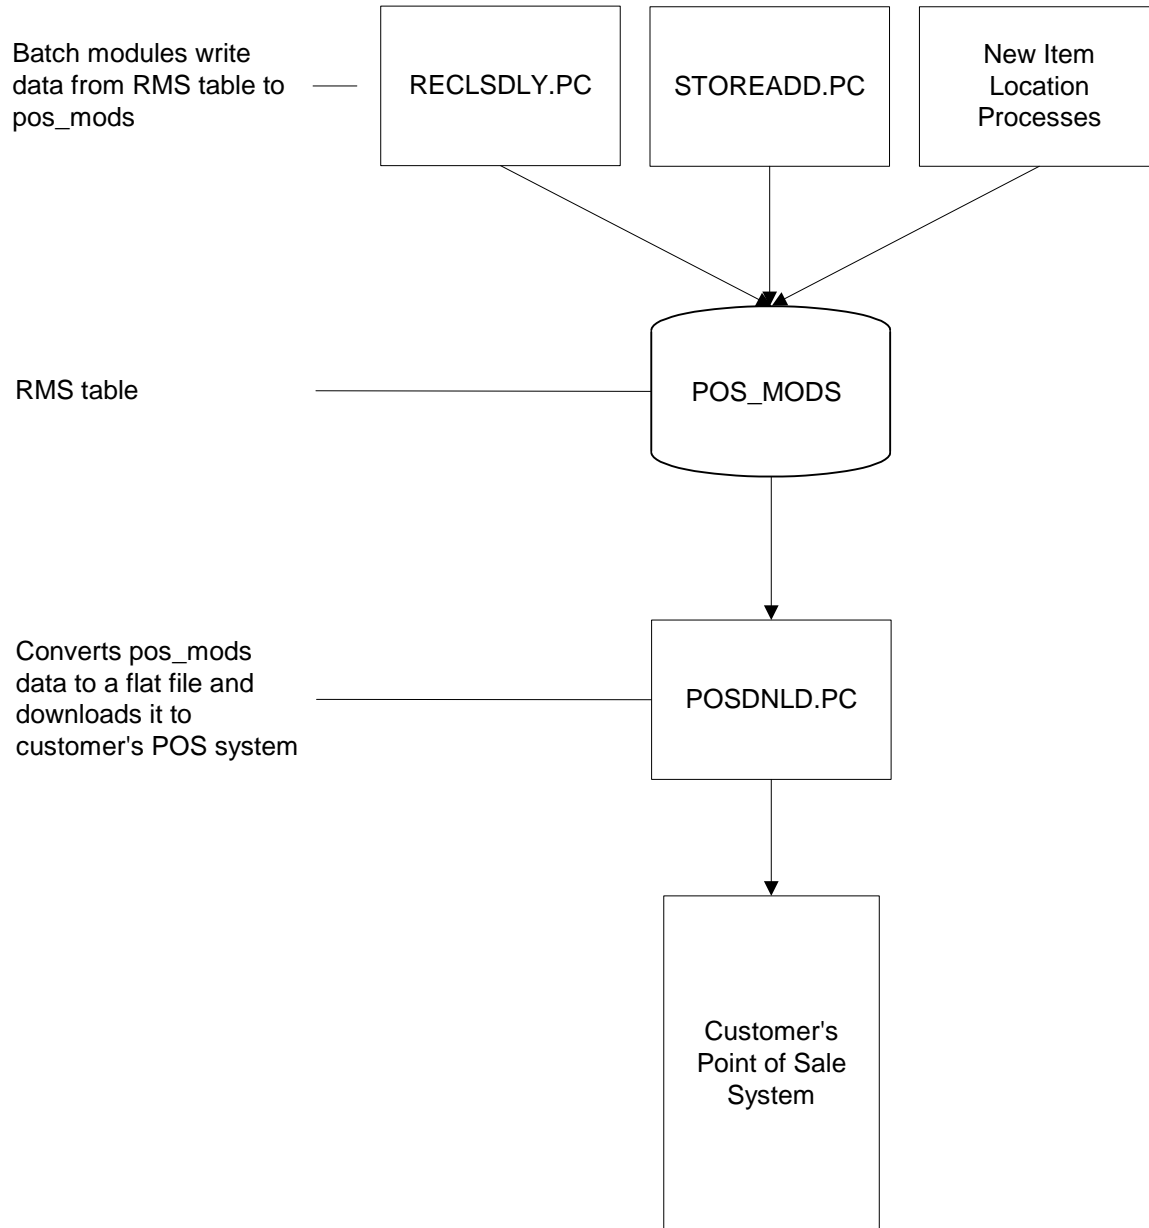 Batch modules write
data from RMS table to
pos_mods
RECLSDLY.PC
STOREADD.PC
New Item
Location
Processes
RMS table
POS_MODS
Converts pos_mods
data to a flat file and
downloads it to
customer's POS system
POSDNLD.PC
Customer's
Point of Sale
System